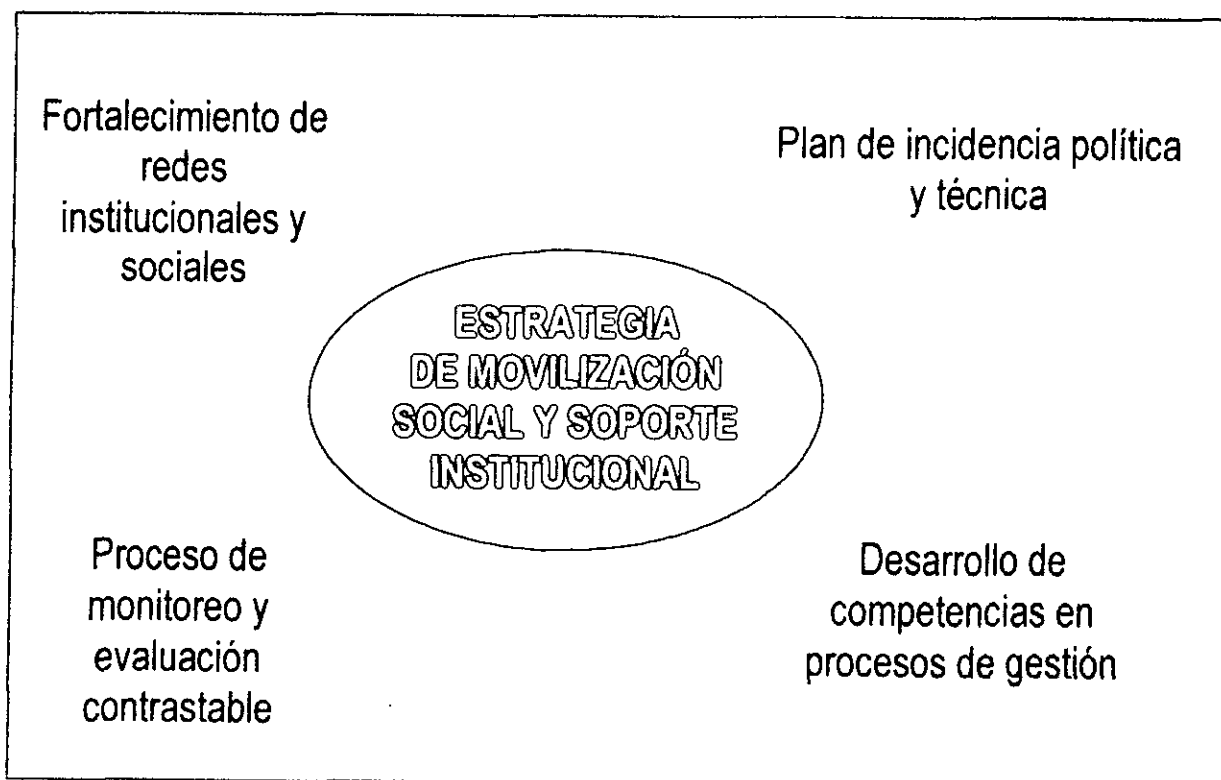 Fortalecimiento de
redes
institucionales y
sociales
Plan de incidencia política
y técnica
ESTRATEGIA
DE MOVILIZACIÓN
SOCIAL Y SOPORTE
INSTITUCIONAL
Proceso de
monitoreo y
evaluación
contrastable
Desarrollo de
competencias en
procesos de gestión